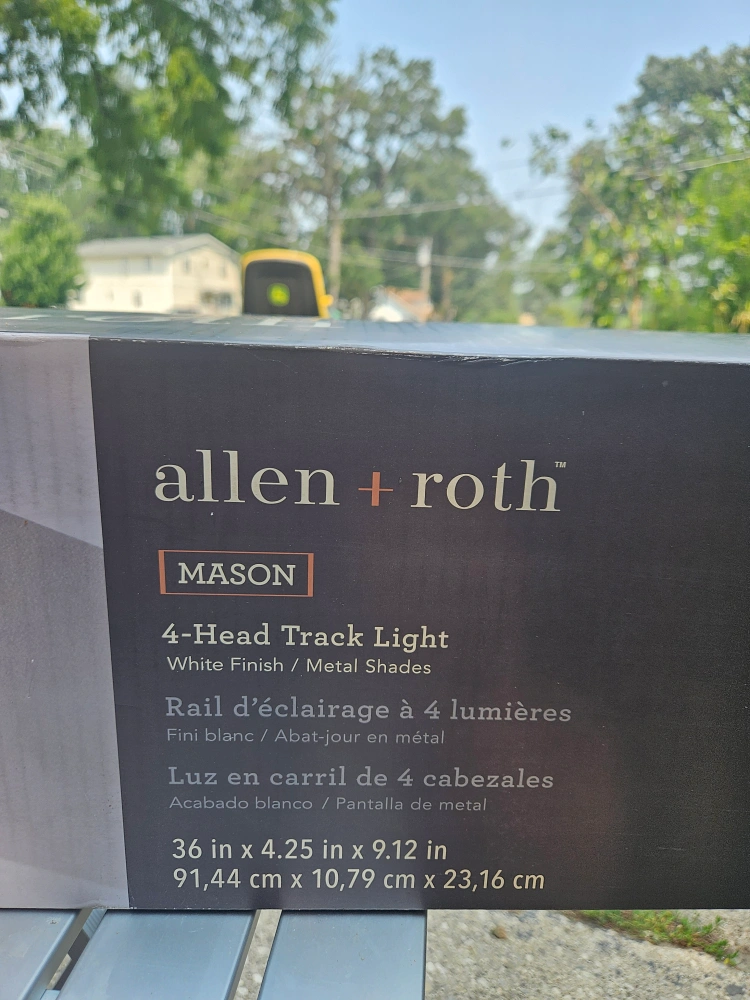 allen + roth™
MASON
4-Head Track Light
White Finish / Metal Shades
Rail d'éclairage à 4 lumières
Fini blanc / Abat-jour en métal
Luz en carril de 4 cabezales
Acabado blanco / Pantalla de metal
36 in x 4.25 in x 9.12 in
91,44 cm x 10,79 cm x 23,16 cm